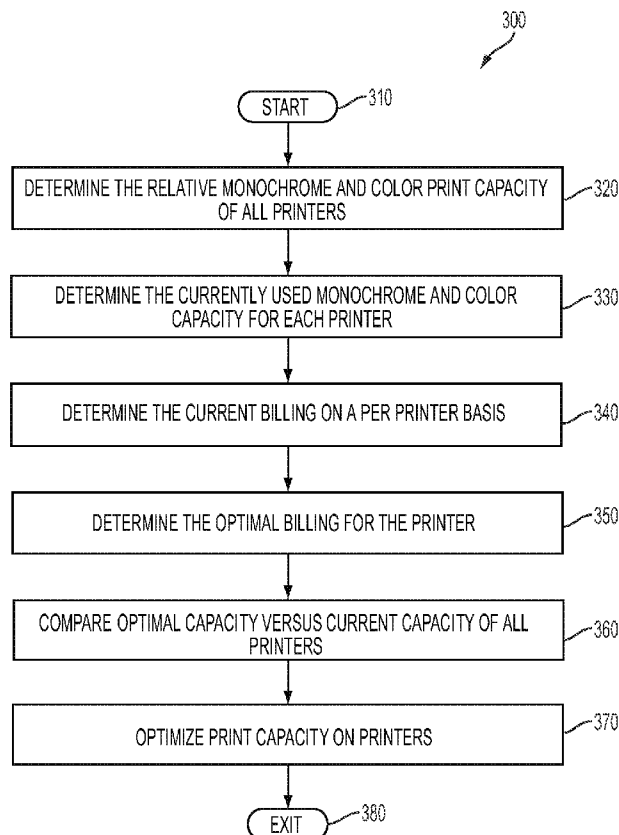 300
START
310
DETERMINE THE RELATIVE MONOCHROME AND COLOR PRINT CAPACITY
OF ALL PRINTERS
320
DETERMINE THE CURRENTLY USED MONOCHROME AND COLOR
CAPACITY FOR EACH PRINTER
330
DETERMINE THE CURRENT BILLING ON A PER PRINTER BASIS
340
DETERMINE THE OPTIMAL BILLING FOR THE PRINTER
350
COMPARE OPTIMAL CAPACITY VERSUS CURRENT CAPACITY OF ALL
PRINTERS
360
OPTIMIZE PRINT CAPACITY ON PRINTERS
370
EXIT
380